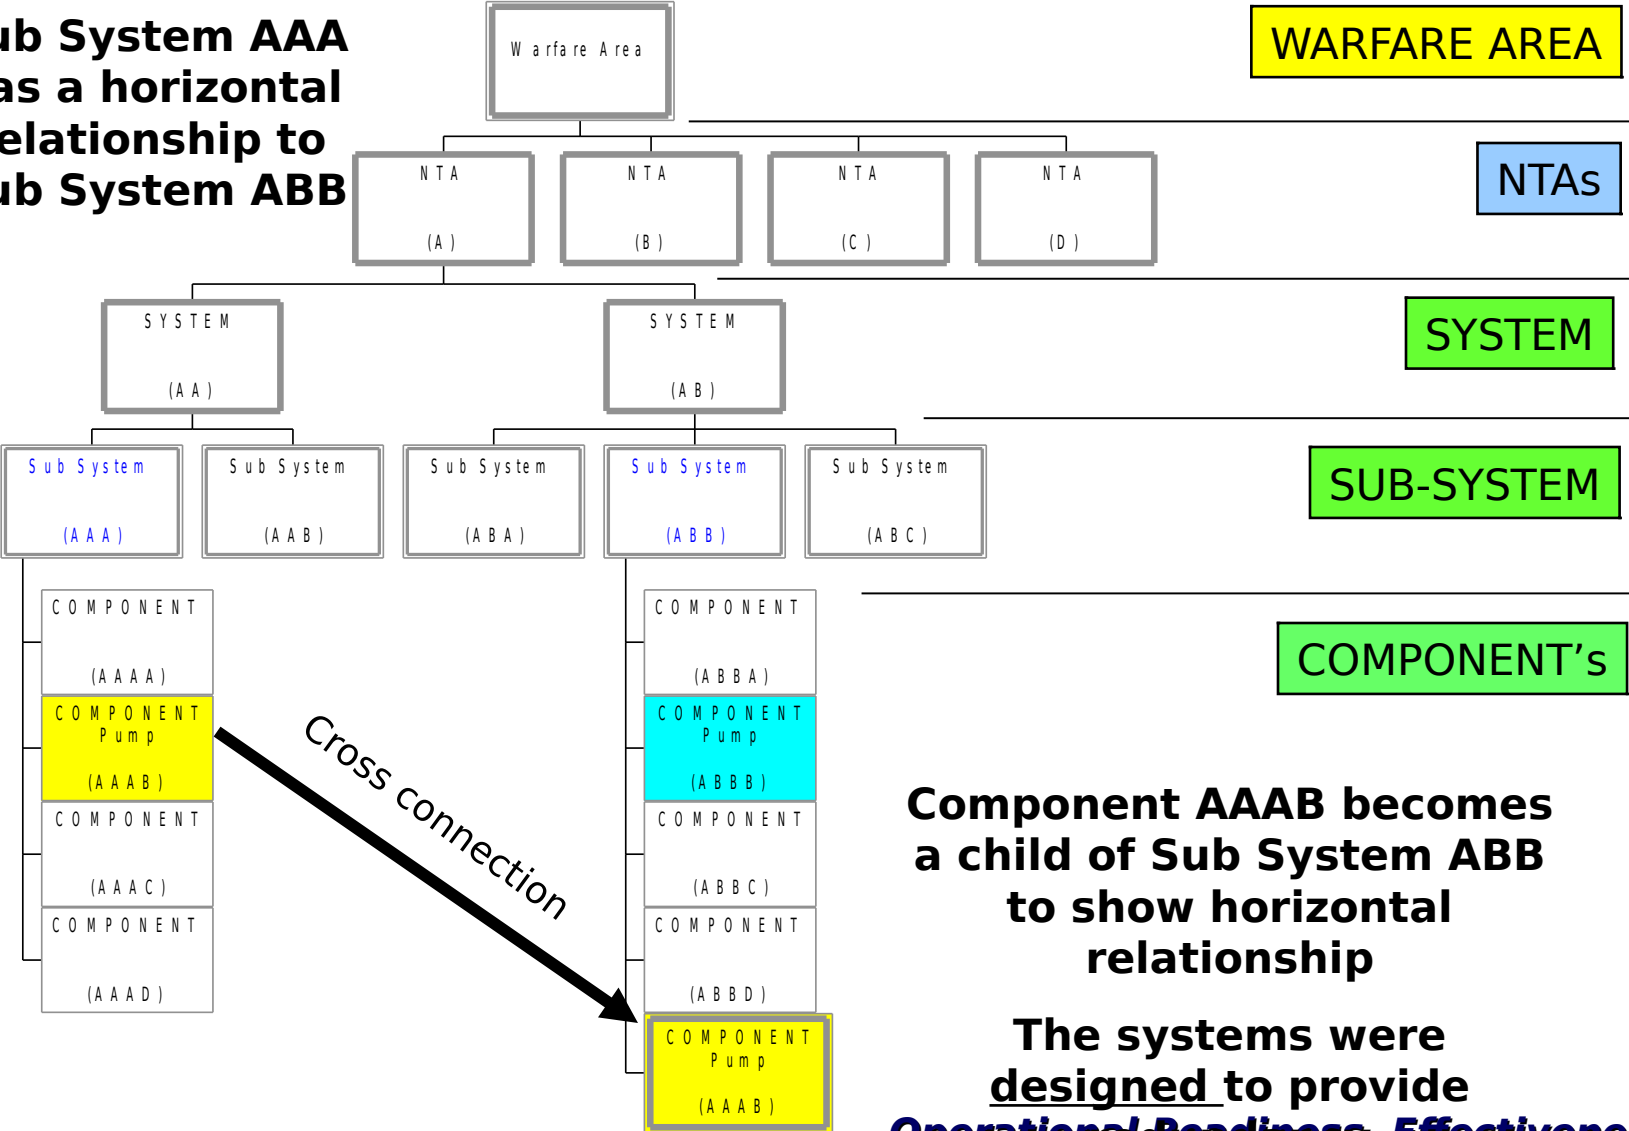 ub System AAA
as a horizontal
elationship to
ub System ABB
Warfare Area
WARFARE AREA
NTA
(A)
NTA
(B)
NTA
(C)
NTA
(D)
NTAs
SYSTEM
(AA)
SYSTEM
(AB)
SYSTEM
Sub System
(AAA)
Sub System
(AAB)
Sub System
(ABA)
Sub System
(ABB)
Sub System
(ABC)
SUB-SYSTEM
COMPONENT
(AAAA)
COMPONENT
Pump
(AAAB)
COMPONENT
(AAAC)
COMPONENT
(AAAD)
Cross connection
COMPONENT
(ABBA)
COMPONENT
Pump
(ABBB)
COMPONENT
(ABBC)
COMPONENT
(ABBD)
COMPONENT
Pump
(AAAB)
COMPONENT’s
Component AAAB becomes
a child of Sub System ABB
to show horizontal
relationship
The systems were
designed to provide
Operational Readiness, Effectivene